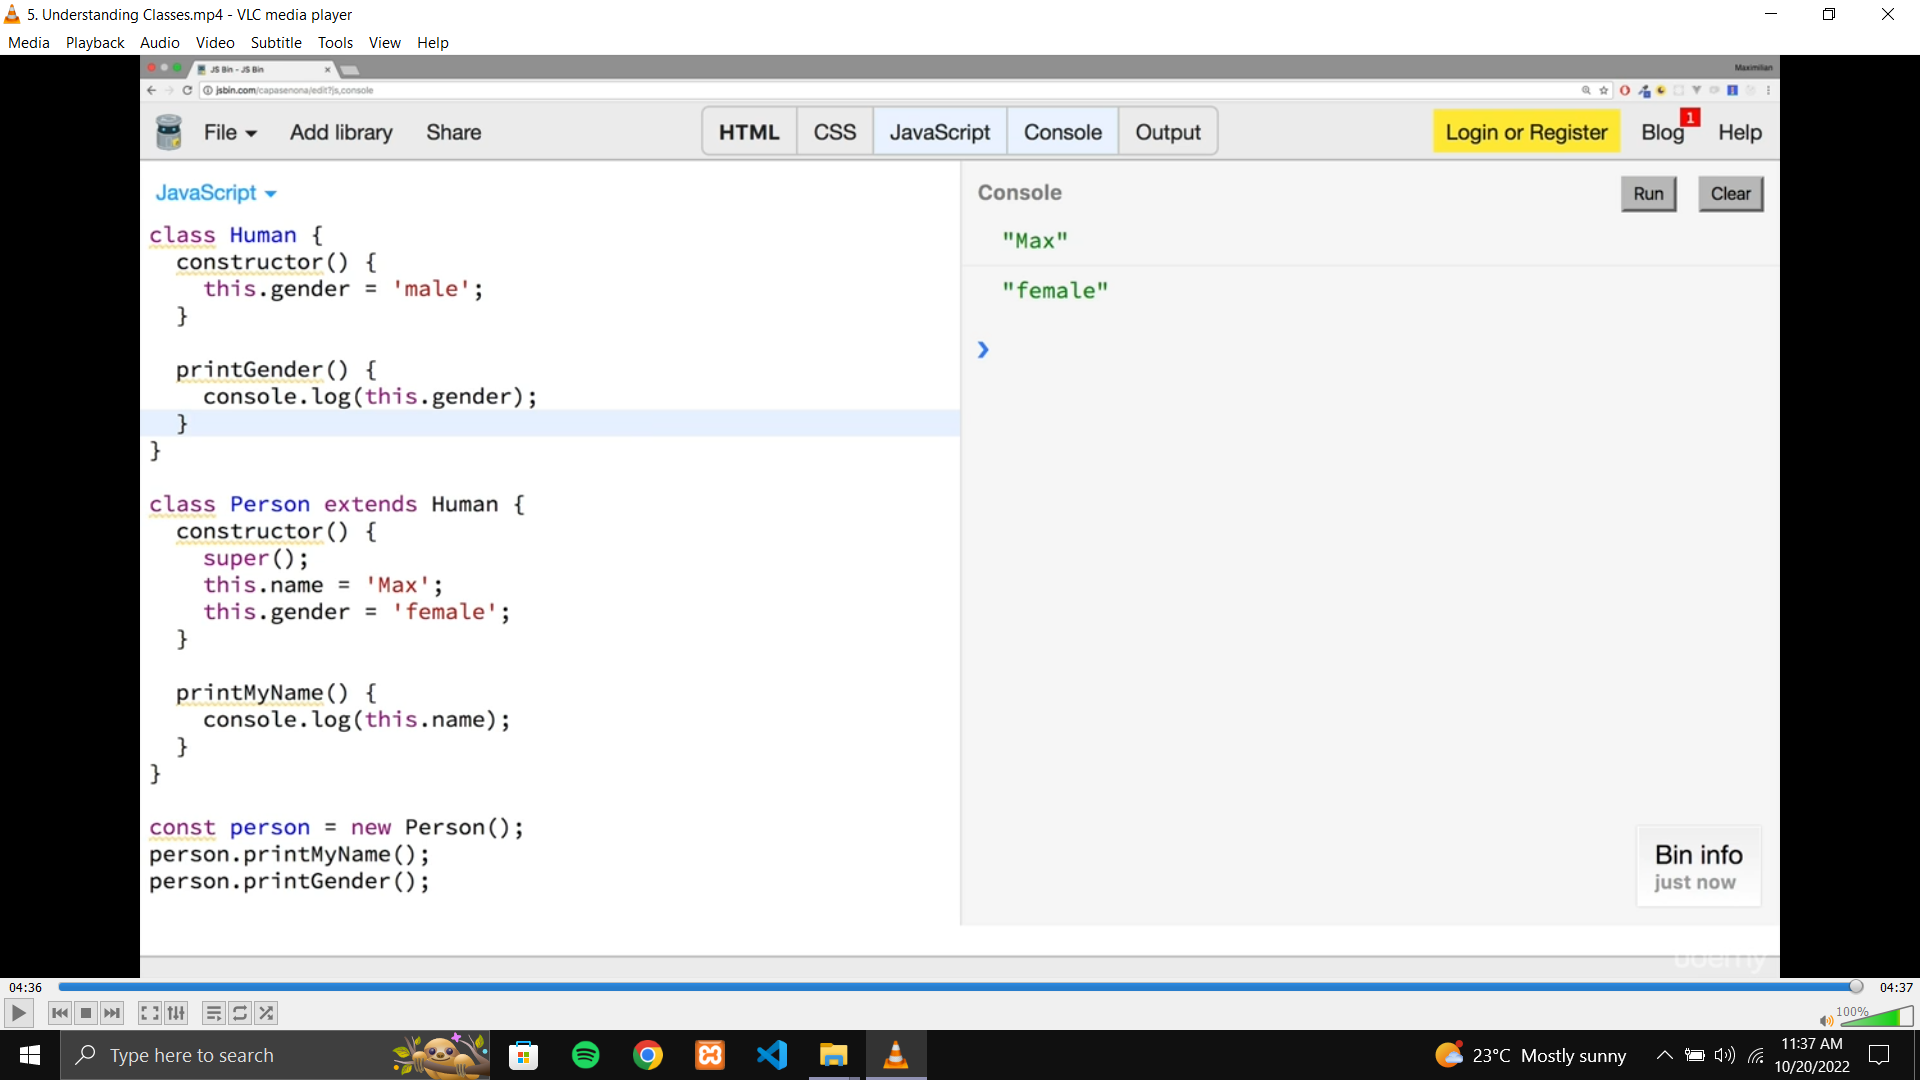 5. Understanding Classes.mp4 - VLC media player
Media Playback Audio Video Subtitle Tools View Help
JS Bin - JS Bin
Maximilian
jsbin.com/capasenona/edit?js,console
File Add library Share HTML CSS JavaScript Console Output Login or Register Blog 1 Help
JavaScript
class Human {
  constructor() {
    this.gender = 'male';
  }

  printGender() {
    console.log(this.gender);
  }
}

class Person extends Human {
  constructor() {
    super();
    this.name = 'Max';
    this.gender = 'female';
  }

  printMyName() {
    console.log(this.name);
  }
}

const person = new Person();
person.printMyName();
person.printGender();
Console Run Clear
"Max"
"female"
Bin info
just now
udemy
04:36 04:37
100%
Type here to search
23°C Mostly sunny
11:37 AM
10/20/2022